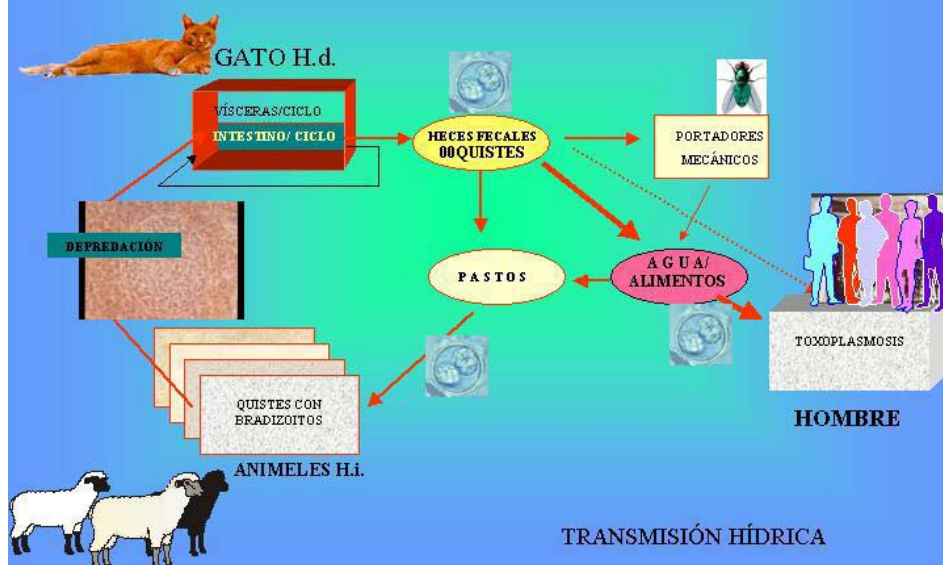 GATO H.d.
VÍSCERAS/CICLO
INTESTINO/ CICLO
HECES FECALES
00QUISTES
PORTADORES
MECÁNICOS
DEPREDACIÓN
P A S T O S
A G U A/
ALIMENTOS
TOXOPLASMOSIS
HOMBRE
QUISTES CON
BRADIZOITOS
ANIMELES H.i.
TRANSMISIÓN HÍDRICA